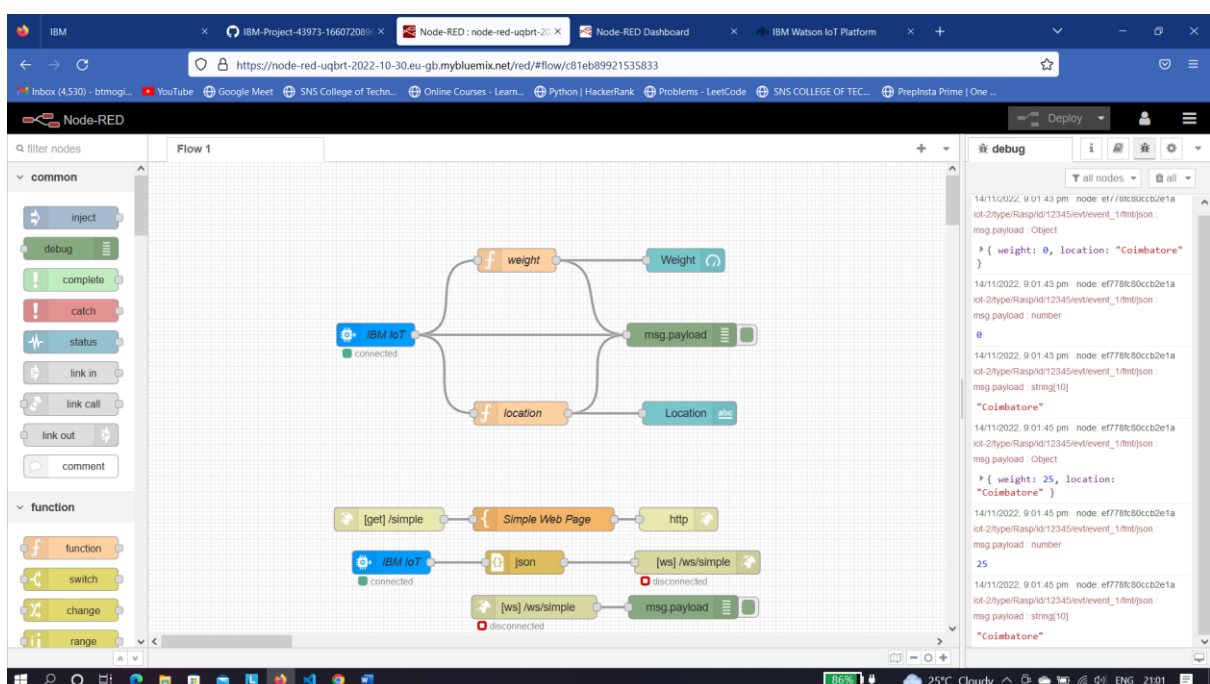 IBM
IBM-Project-43973-166072089
Node-RED : node-red-uqbrt-20
Node-RED Dashboard
IBM Watson IoT Platform
https://node-red-uqbrt-2022-10-30.eu-gb.mybluemix.net/red/#flow/c81eb89921535833
Inbox (4,530) - btmogi...
YouTube
Google Meet
SNS College of Techn...
Online Courses - Learn...
Python | HackerRank
Problems - LeetCode
SNS COLLEGE OF TEC...
PrepInsta Prime | One ...
Node-RED
Deploy
filter nodes
Flow 1
debug
i
all nodes
all
common
inject
debug
complete
catch
status
link in
link call
link out
comment
function
function
switch
change
range
weight
Weight
IBM IoT
connected
msg.payload
location
Location
abc
[get] /simple
Simple Web Page
http
IBM IoT
connected
json
[ws] /ws/simple
disconnected
[ws] /ws/simple
disconnected
msg.payload
14/11/2022, 9:01:43 pm node: ef778fc80ccb2e1a
iot-2/type/Rasp/id/12345/evt/event_1/fmt/json :
msg.payload : Object
{ weight: 0, location: "Coimbatore"
}
14/11/2022, 9:01:43 pm node: ef778fc80ccb2e1a
iot-2/type/Rasp/id/12345/evt/event_1/fmt/json :
msg.payload : number
0
14/11/2022, 9:01:43 pm node: ef778fc80ccb2e1a
iot-2/type/Rasp/id/12345/evt/event_1/fmt/json :
msg.payload : string[10]
"Coimbatore"
14/11/2022, 9:01:45 pm node: ef778fc80ccb2e1a
iot-2/type/Rasp/id/12345/evt/event_1/fmt/json :
msg.payload : Object
{ weight: 25, location:
"Coimbatore" }
14/11/2022, 9:01:45 pm node: ef778fc80ccb2e1a
iot-2/type/Rasp/id/12345/evt/event_1/fmt/json :
msg.payload : number
25
14/11/2022, 9:01:45 pm node: ef778fc80ccb2e1a
iot-2/type/Rasp/id/12345/evt/event_1/fmt/json :
msg.payload : string[10]
"Coimbatore"
86%
25°C Cloudy
ENG
21:01